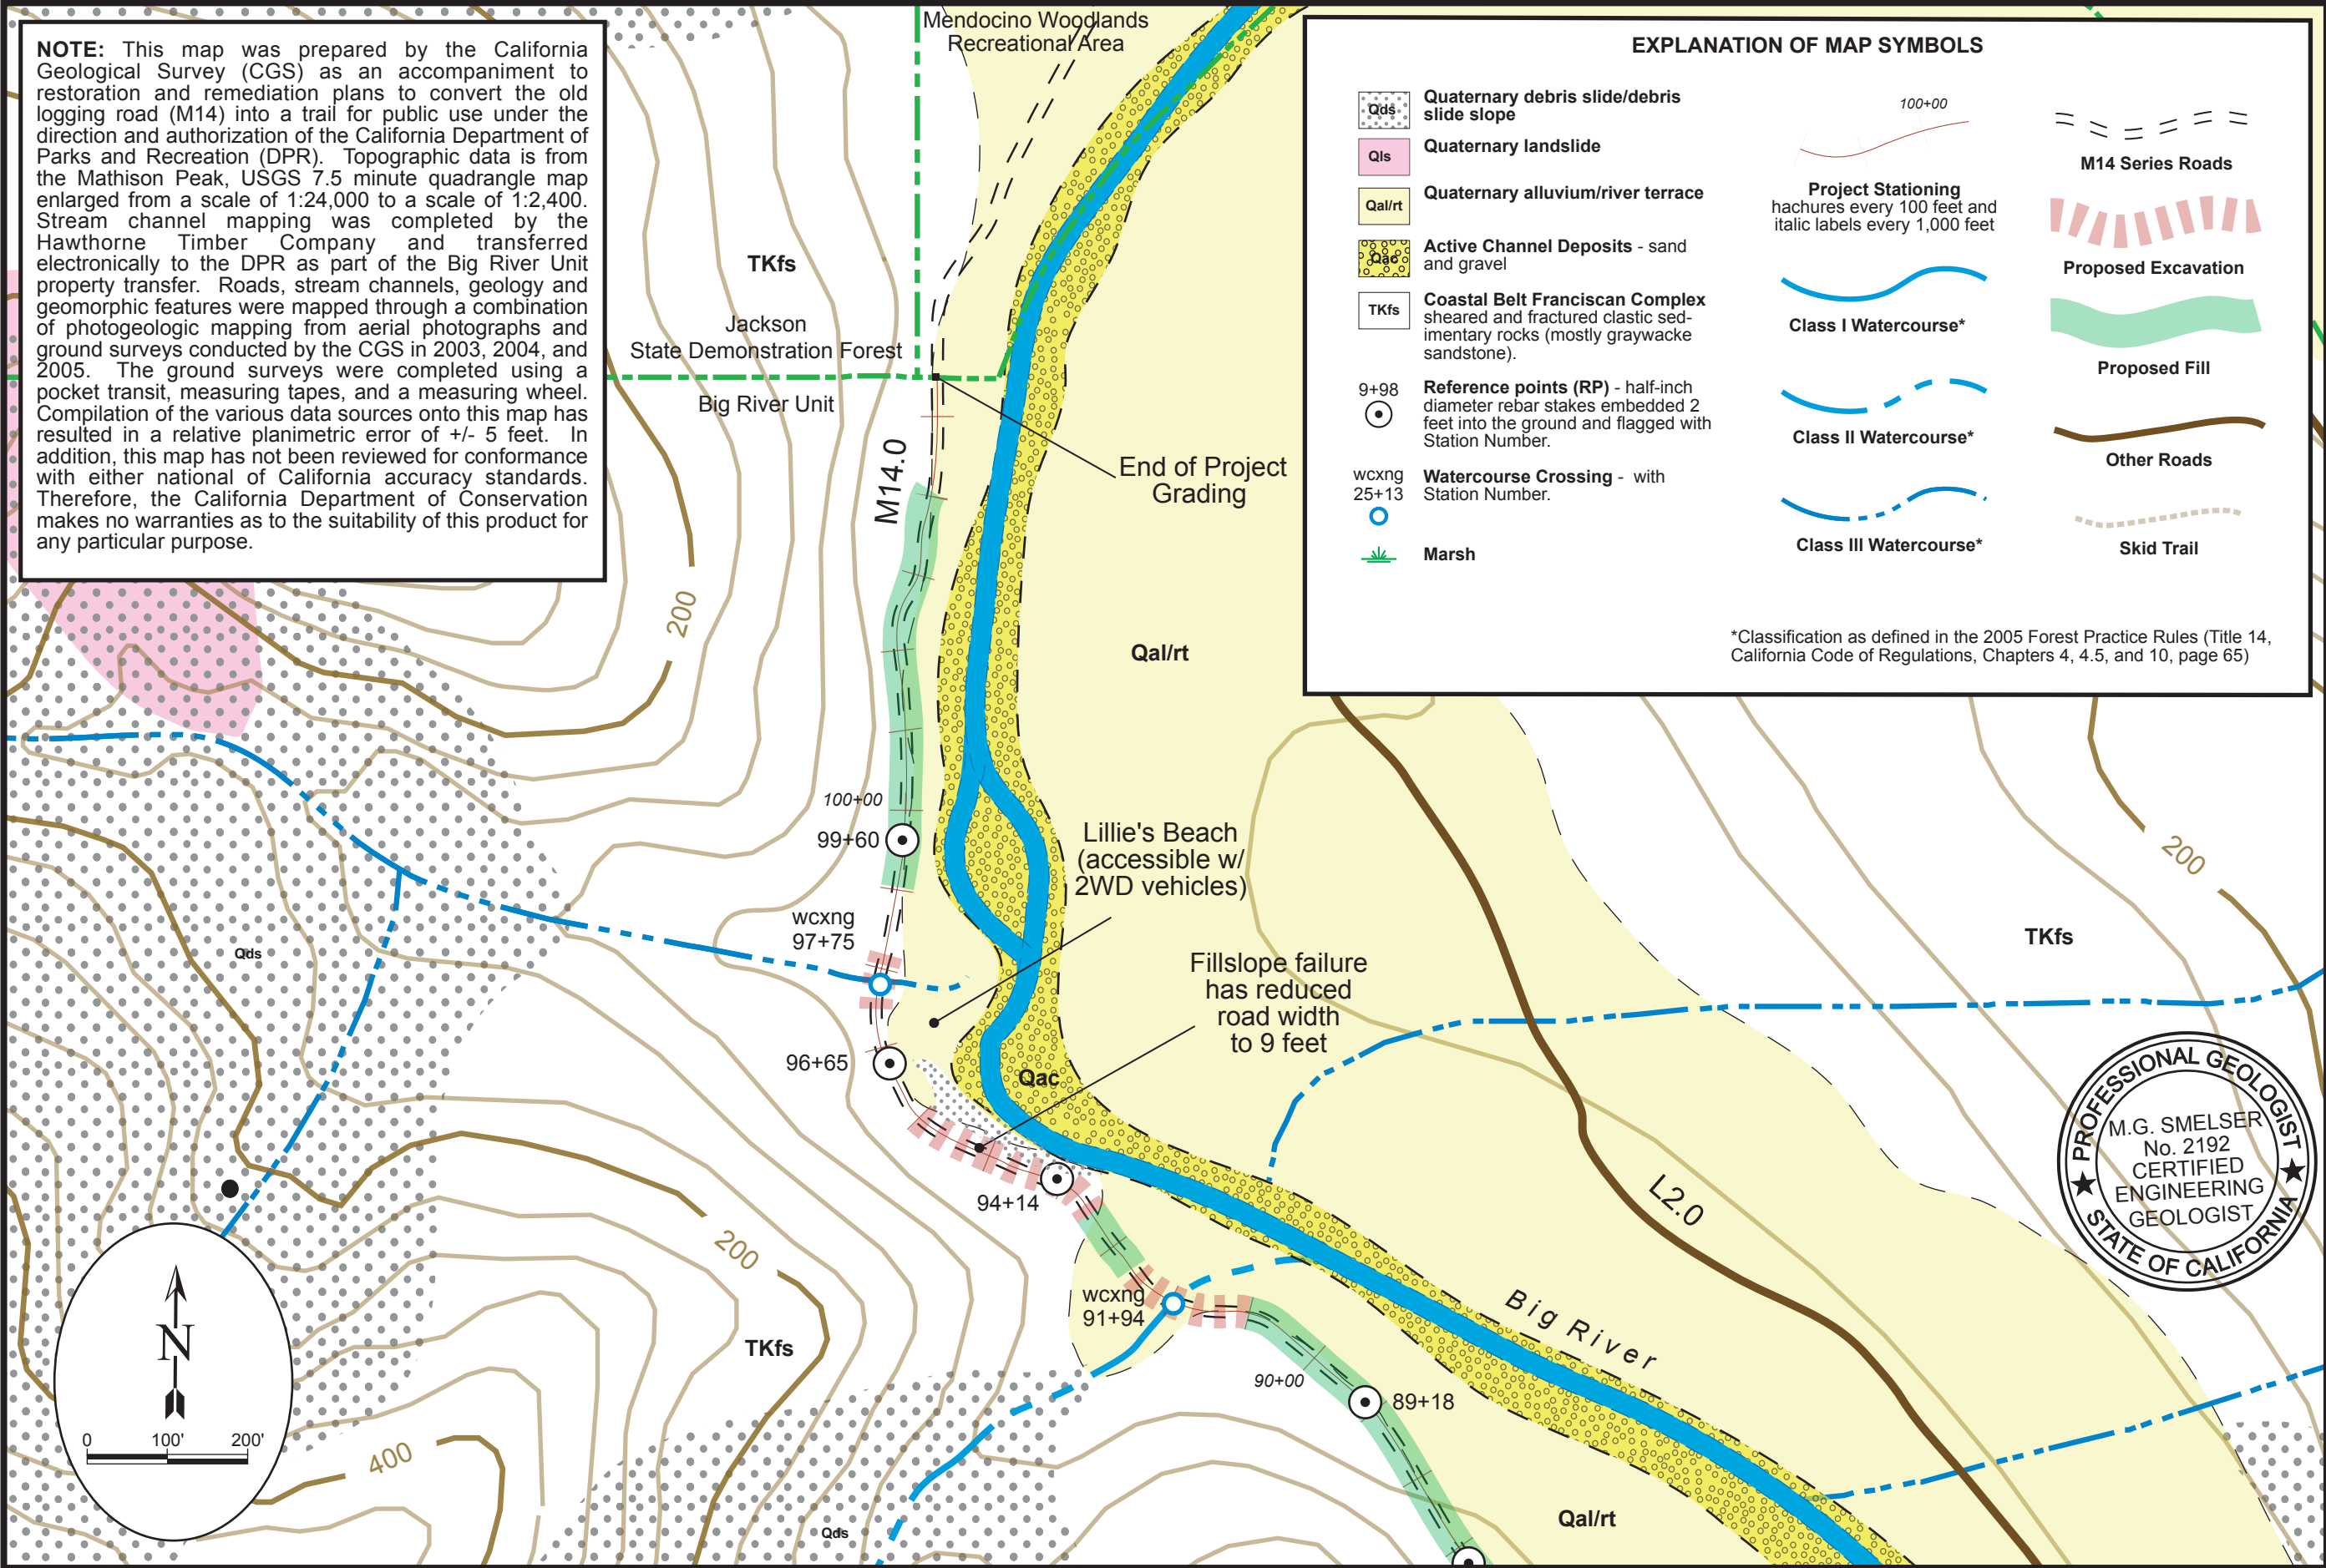 Mendocino Woodlands
Recreational Area
NOTE: This map was prepared by the California
Geological Survey (CGS) as an accompaniment to
restoration and remediation plans to convert the old
logging road (M14) into a trail for public use under the
direction and authorization of the California Department of
Parks and Recreation (DPR). Topographic data is from
the Mathison Peak, USGS 7.5 minute quadrangle map
enlarged from a scale of 1:24,000 to a scale of 1:2,400.
Stream channel mapping was completed by the
Hawthorne Timber Company and transferred
electronically to the DPR as part of the Big River Unit
property transfer. Roads, stream channels, geology and
geomorphic features were mapped through a combination
of photogeologic mapping from aerial photographs and
ground surveys conducted by the CGS in 2003, 2004, and
2005. The ground surveys were completed using a
pocket transit, measuring tapes, and a measuring wheel.
Compilation of the various data sources onto this map has
resulted in a relative planimetric error of +/- 5 feet. In
addition, this map has not been reviewed for conformance
with either national of California accuracy standards.
Therefore, the California Department of Conservation
makes no warranties as to the suitability of this product for
any particular purpose.
EXPLANATION OF MAP SYMBOLS
Qds
Quaternary debris slide/debris
slide slope
Qls
Quaternary landslide
Qal/rt
Quaternary alluvium/river terrace
Qac
Active Channel Deposits - sand
and gravel
TKfs
Coastal Belt Franciscan Complex
sheared and fractured clastic sed-
imentary rocks (mostly graywacke
sandstone).
9+98
Reference points (RP) - half-inch
diameter rebar stakes embedded 2
feet into the ground and flagged with
Station Number.
wcxng
25+13
Watercourse Crossing - with
Station Number.
Marsh
100+00
Project Stationing
hachures every 100 feet and
italic labels every 1,000 feet
Class I Watercourse*
Class II Watercourse*
Class III Watercourse*
M14 Series Roads
Proposed Excavation
Proposed Fill
Other Roads
Skid Trail
*Classification as defined in the 2005 Forest Practice Rules (Title 14,
California Code of Regulations, Chapters 4, 4.5, and 10, page 65)
TKfs
Jackson
State Demonstration Forest
Big River Unit
M14.0
End of Project
Grading
200
Qal/rt
100+00
99+60
Lillie's Beach
(accessible w/
2WD vehicles)
200
wcxng
97+75
Qds
TKfs
Fillslope failure
has reduced
road width
to 9 feet
96+65
Qac
94+14
L2.0
PROFESSIONAL GEOLOGIST
M.G. SMELSER
No. 2192
CERTIFIED
ENGINEERING
GEOLOGIST
STATE OF CALIFORNIA
200
wcxng
91+94
Big River
TKfs
N
90+00
89+18
0 100' 200'
400
Qds
Qal/rt